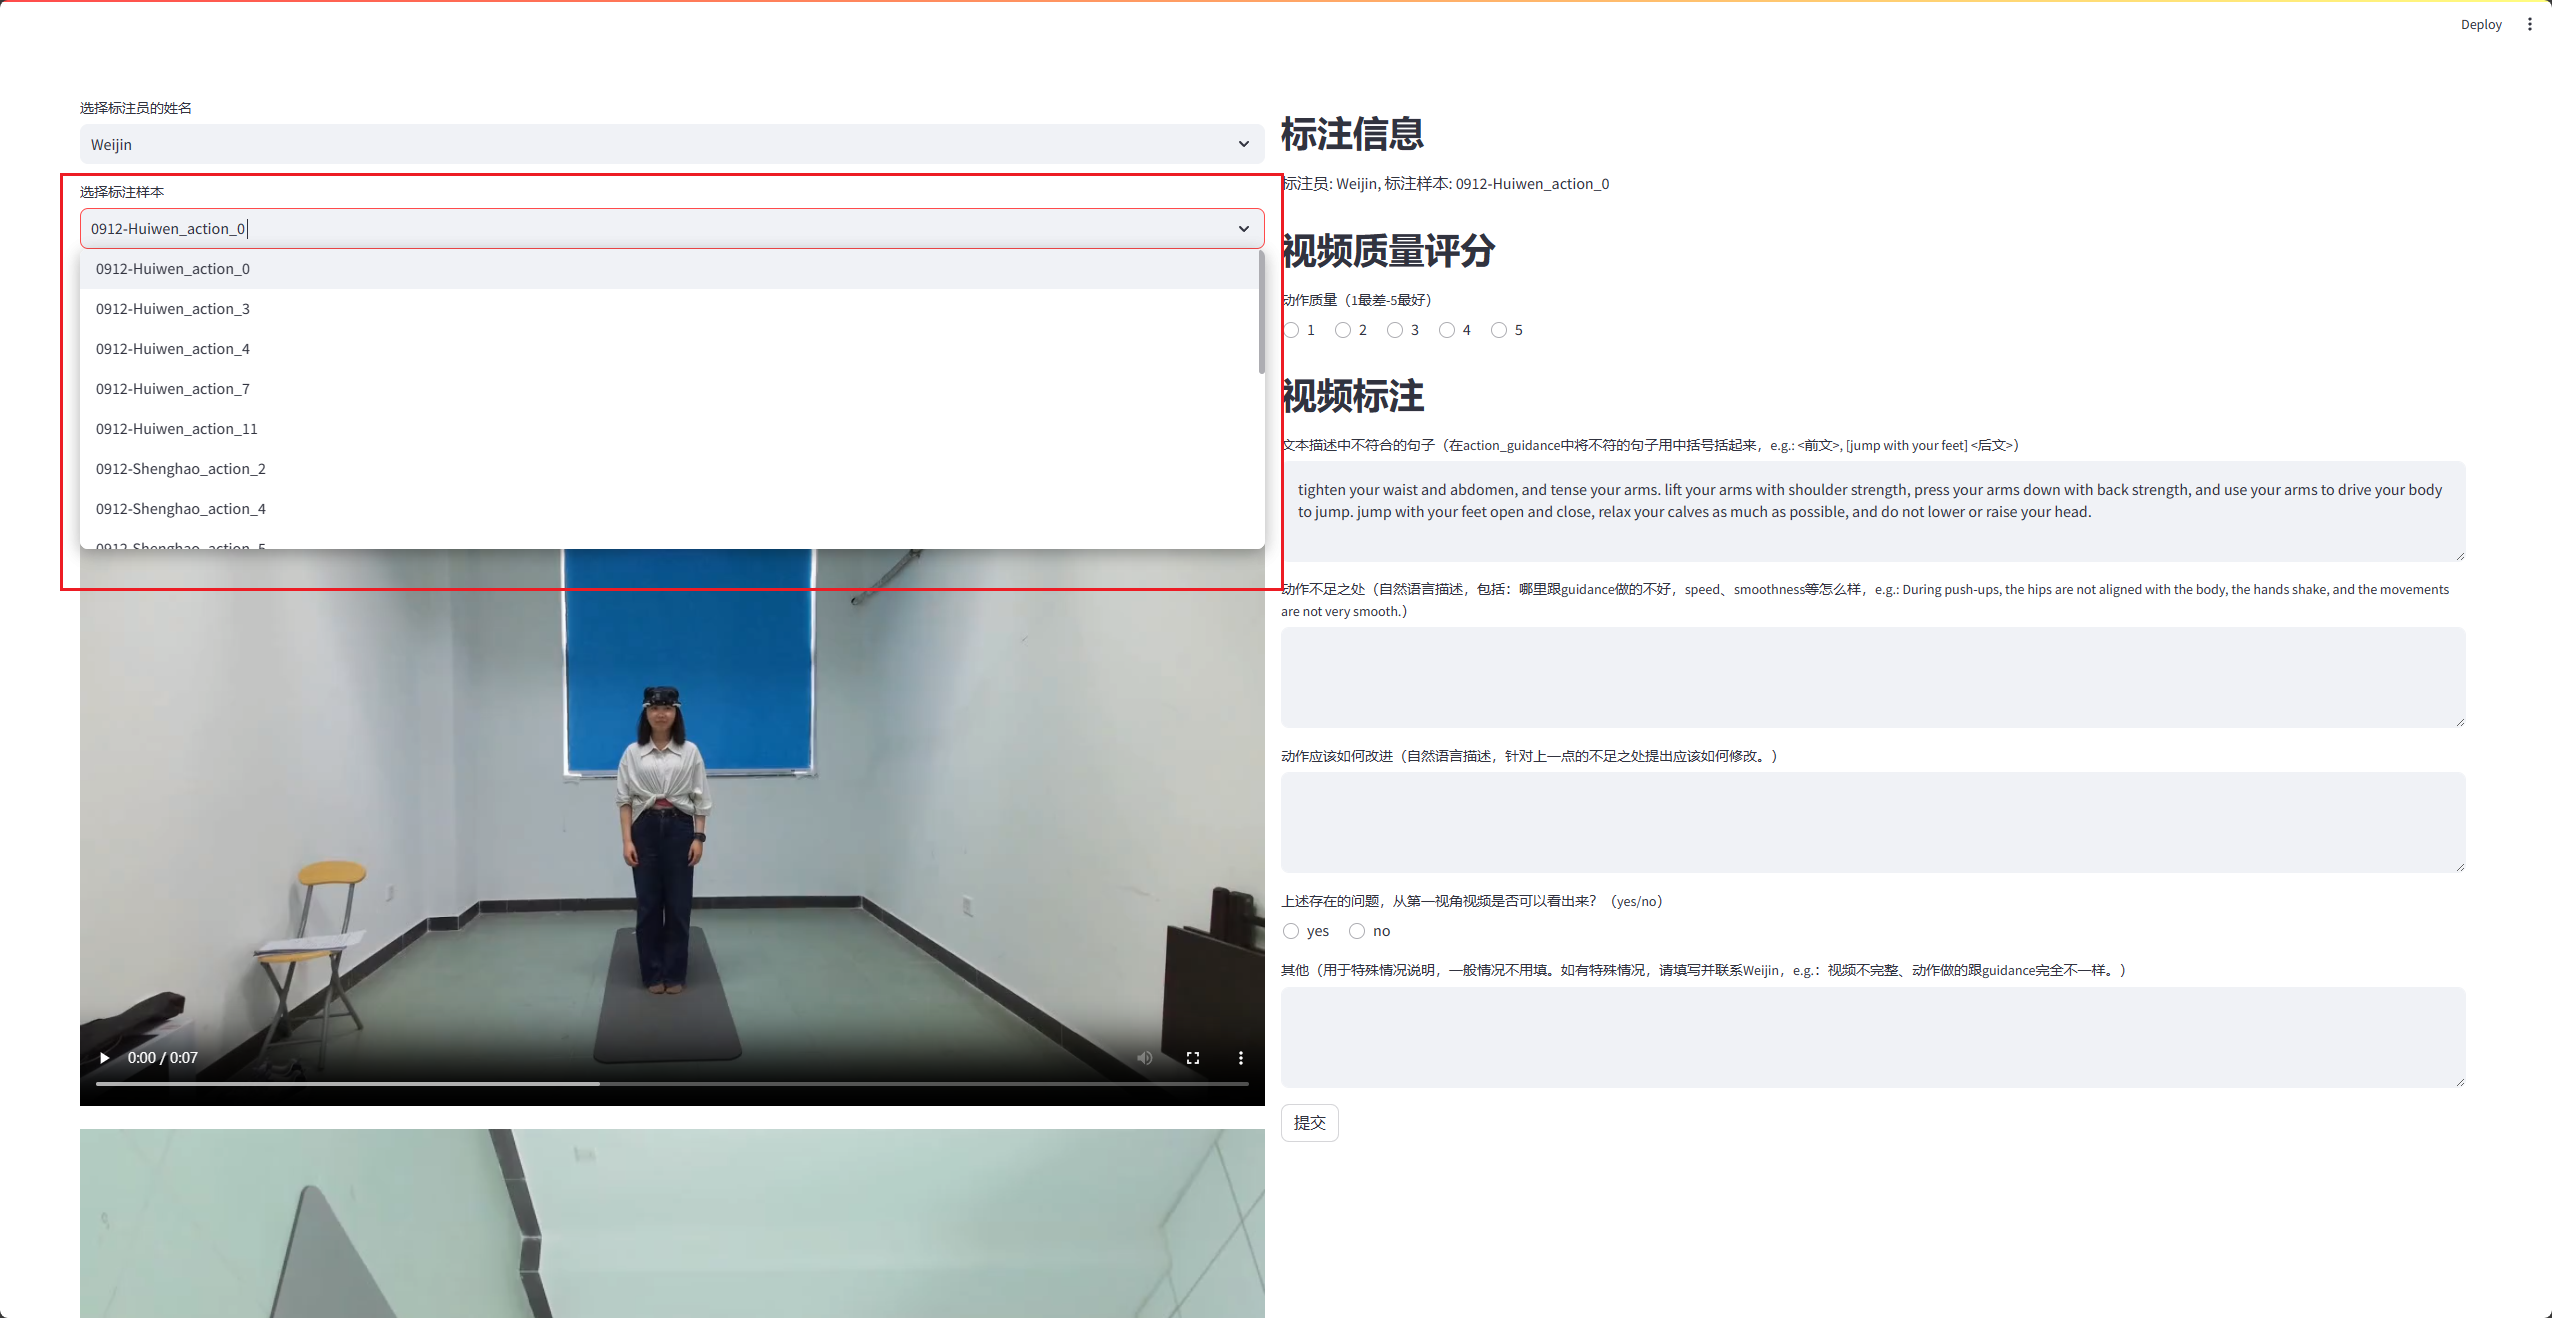 Deploy
选择标注员的姓名
Weijin
选择标注样本
0912-Huiwen_action_0
0912-Huiwen_action_0
0912-Huiwen_action_3
0912-Huiwen_action_4
0912-Huiwen_action_7
0912-Huiwen_action_11
0912-Shenghao_action_2
0912-Shenghao_action_4
0912-Shenghao_action_5
0:00 / 0:07
标注信息
标注员: Weijin, 标注样本: 0912-Huiwen_action_0
视频质量评分
动作质量（1最差-5最好）
1 2 3 4 5
视频标注
文本描述中不符合的句子（在action_guidance中将不符的句子用中括号括起来，e.g.: <前文>, [jump with your feet] <后文>）
tighten your waist and abdomen, and tense your arms. lift your arms with shoulder strength, press your arms down with back strength, and use your arms to drive your body
to jump. jump with your feet open and close, relax your calves as much as possible, and do not lower or raise your head.
动作不足之处（自然语言描述，包括：哪里跟guidance做的不好，speed、smoothness等怎么样，e.g.: During push-ups, the hips are not aligned with the body, the hands shake, and the movements
are not very smooth.）
动作应该如何改进（自然语言描述，针对上一点的不足之处提出应该如何修改。）
上述存在的问题，从第一视角视频是否可以看出来？（yes/no）
yes no
其他（用于特殊情况说明，一般情况不用填。如有特殊情况，请填写并联系Weijin，e.g.：视频不完整、动作做的跟guidance完全不一样。）
提交